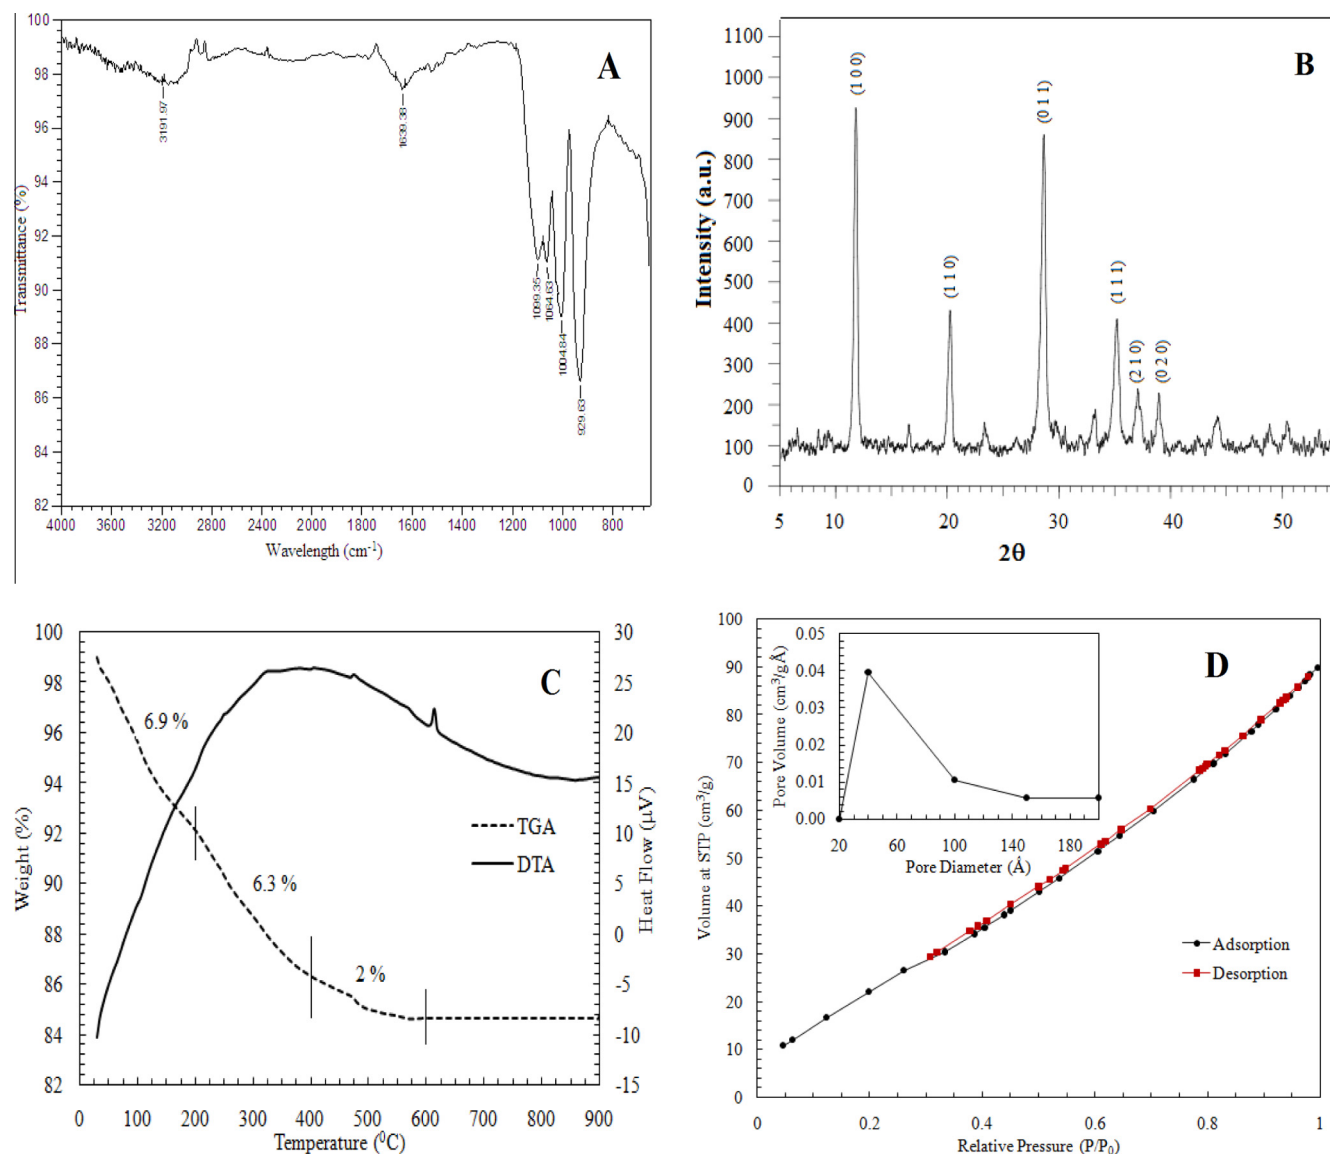 100
98
96
94
92
90
88
86
84
82
Transmittance (%)
A
3191.97
1639.38
1099.35
1064.63
1004.84
929.63
4000 3600 3200 2800 2400 2000 1600 1200 1000 800
Wavelength (cm-1)
1100
1000
900
800
700
600
500
400
300
200
100
0
Intensity (a.u.)
B
(1 0 0)
(1 1 0)
(0 1 1)
(1 1 1)
(2 1 0)
(0 2 0)
5 10 20 30 40 50
2θ
100
98
96
94
92
90
88
86
84
82
Weight (%)
C
6.9 %
6.3 %
2 %
TGA
DTA
30
25
20
15
10
5
0
-5
-10
-15
Heat Flow (μV)
0 100 200 300 400 500 600 700 800 900
Temperature (⁰C)
100
90
80
70
60
50
40
30
20
10
0
Volume at STP (cm³/g)
D
0.05
0.04
0.03
0.02
0.01
0.00
Pore Volume (cm³/gÅ)
20 60 100 140 180
Pore Diameter (Å)
Adsorption
Desorption
0 0.2 0.4 0.6 0.8 1
Relative Pressure (P/P₀)